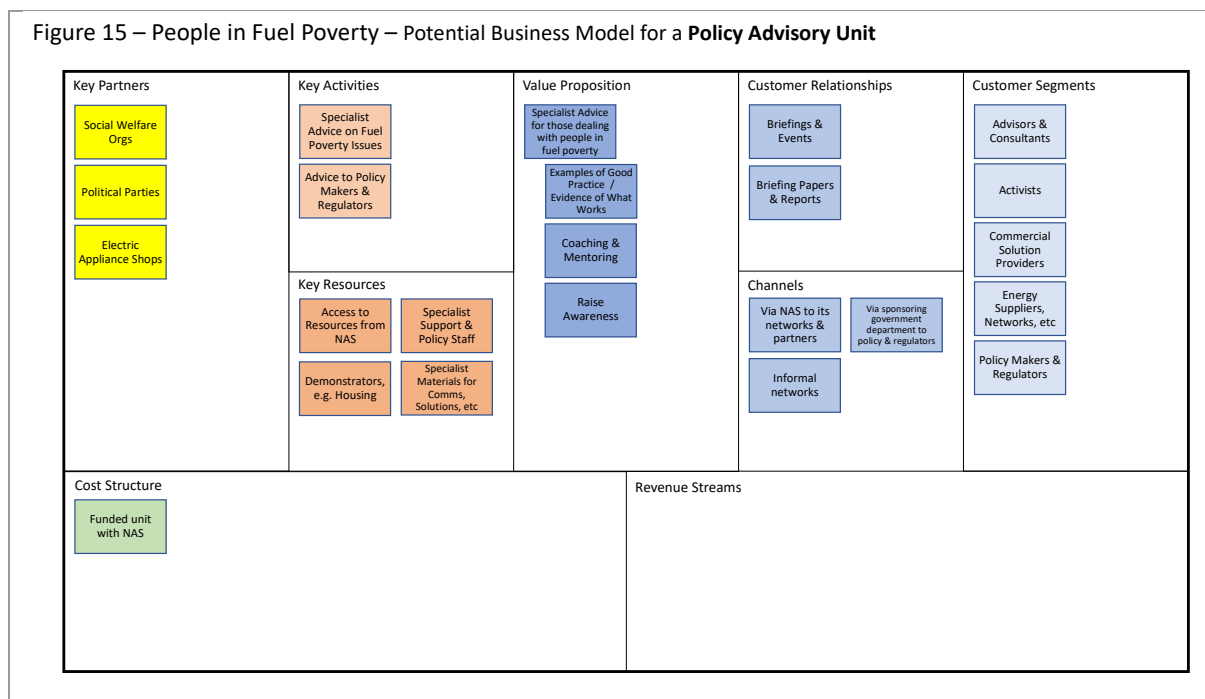 Figure 15 – People in Fuel Poverty – Potential Business Model for a Policy Advisory Unit
Key Partners
Social Welfare
Orgs
Political Parties
Electric
Appliance Shops
Key Activities
Specialist
Advice on Fuel
Poverty Issues
Advice to Policy
Makers &
Regulators
Key Resources
Access to
Resources from
NAS
Specialist
Support &
Policy Staff
Demonstrators,
e.g. Housing
Specialist
Materials for
Comms,
Solutions, etc
Value Proposition
Specialist Advice
for those dealing
with people in
fuel poverty
Examples of Good
Practice /
Evidence of What
Works
Coaching &
Mentoring
Raise
Awareness
Customer Relationships
Briefings &
Events
Briefing Papers
& Reports
Channels
Via NAS to its
networks &
partners
Via sponsoring
government
department to
policy & regulators
Informal
networks
Customer Segments
Advisors &
Consultants
Activists
Commercial
Solution
Providers
Energy
Suppliers,
Networks, etc
Policy Makers &
Regulators
Cost Structure
Funded unit
with NAS
Revenue Streams